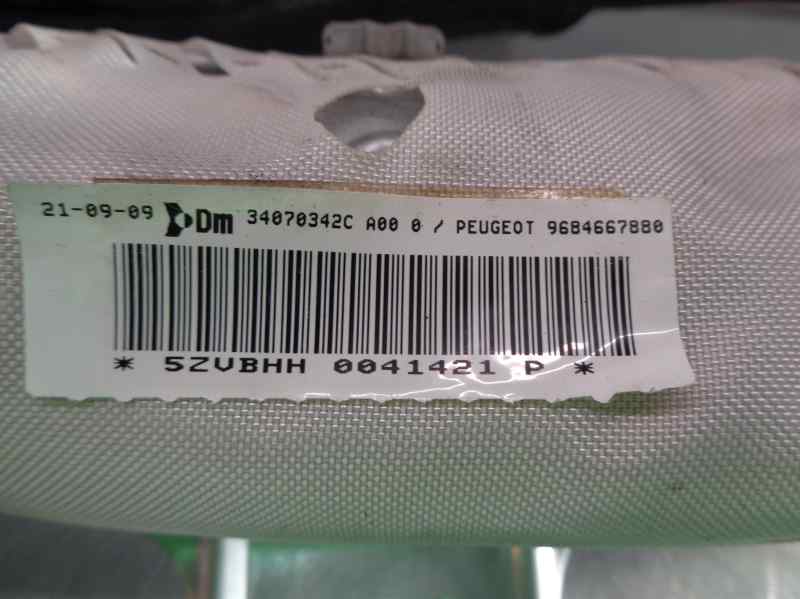 21-09-09 Dm 34070342C A00 0 / PEUGEOT 9684667880
* 5ZVBHH 0041421 P *